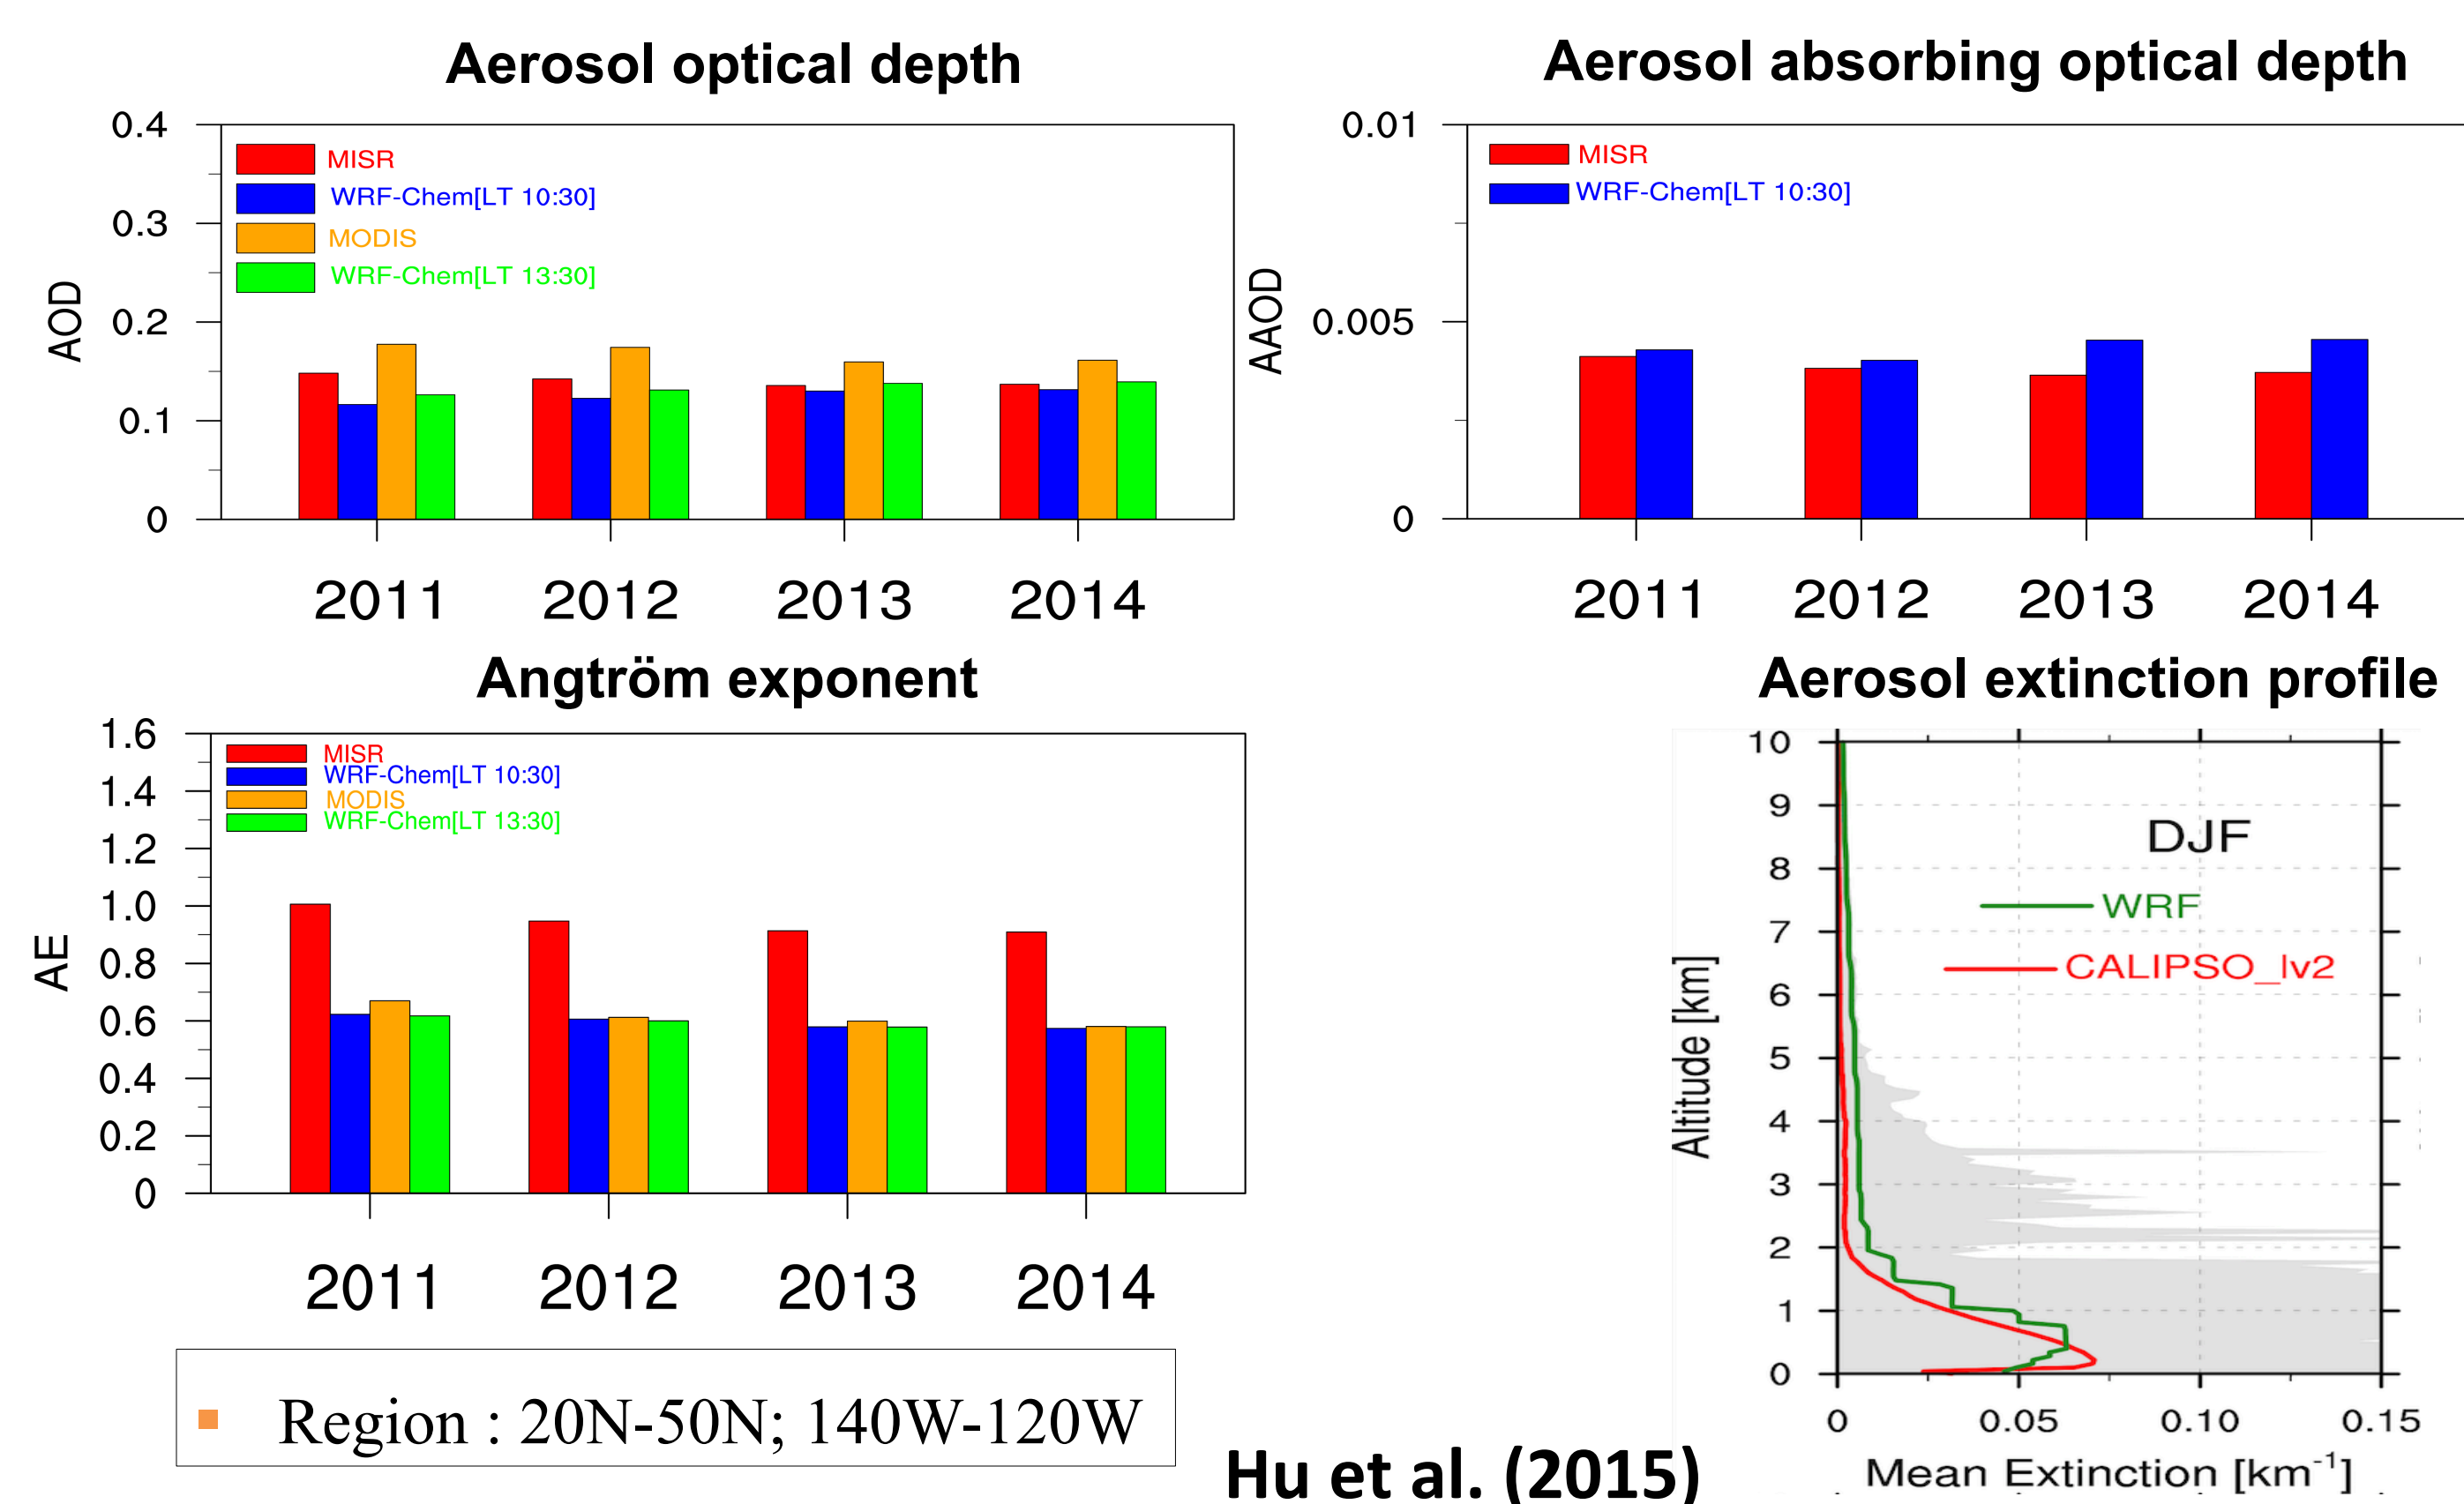 Aerosol optical depth
0.4
0.3
0.2
0.1
0
AOD
MISR
WRF-Chem[LT 10:30]
MODIS
WRF-Chem[LT 13:30]
2011 2012 2013 2014
Aerosol absorbing optical depth
0.01
0.005
0
AAOD
MISR
WRF-Chem[LT 10:30]
2011 2012 2013 2014
Angtröm exponent
1.6
1.4
1.2
1.0
0.8
0.6
0.4
0.2
0
AE
MISR
WRF-Chem[LT 10:30]
MODIS
WRF-Chem[LT 13:30]
2011 2012 2013 2014
Aerosol extinction profile
10
9
8
7
6
5
4
3
2
1
0
Altitude [km]
DJF
WRF
CALIPSO_lv2
0 0.05 0.10 0.15
Mean Extinction [km⁻¹]
Region : 20N-50N; 140W-120W
Hu et al. (2015)